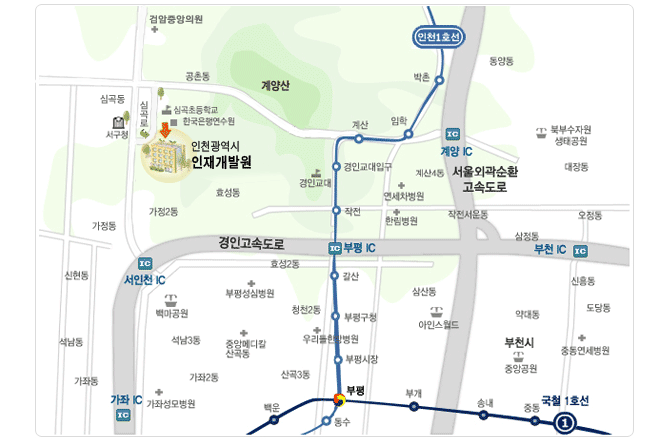 검암중앙의원
인천1호선
동양동
박촌
공촌동
계양산
심곡동
심곡로
심곡초등학교
한국은행연수원
서구청
인천광역시
인재개발원
계산
임학
계양 IC
북부수자원
생태공원
경인교대입구
경인교대
계산4동
서울외곽순환
고속도로
대장동
효성동
연세차병원
가정2동
작전
한림병원
작전서운동
오정동
가정동
삼정동
경인고속도로
부평 IC
부천 IC
서인천 IC
효성2동
신현동
갈산
신흥동
부평성심병원
삼산동
백마공원
청천2동
부평구청
아인스월드
약대동
도당동
석남동
석남3동
중앙메디칼
산곡동
우리들한방병원
부천시
중동연세병원
부평시장
중앙공원
가좌동
가좌2동
산곡3동
부평
가좌 IC
가좌성모병원
백운
동수
부개
송내
중동
국철 1호선
1